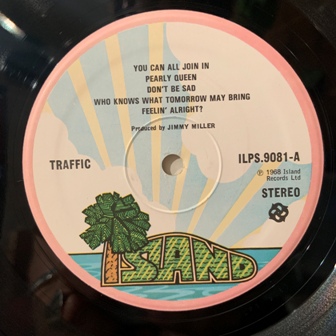 YOU CAN ALL JOIN IN
PEARLY QUEEN
DON'T BE SAD
WHO KNOWS WHAT TOMORROW MAY BRING
FEELIN' ALRIGHT?
Produced by JIMMY MILLER
TRAFFIC
ILPS.9081-A
℗ 1968 Island
Records Ltd
STEREO
ISLAND